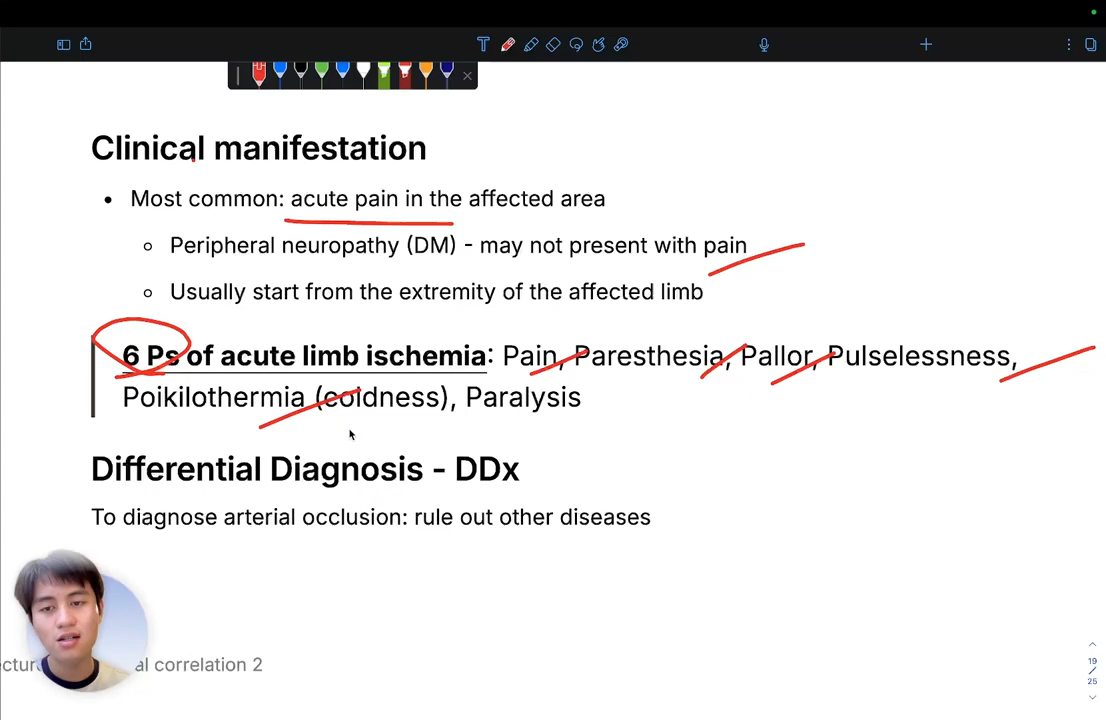 Clinical manifestation
• Most common: acute pain in the affected area
○ Peripheral neuropathy (DM) - may not present with pain
○ Usually start from the extremity of the affected limb
6 Ps of acute limb ischemia: Pain, Paresthesia, Pallor, Pulselessness,
Poikilothermia (coldness), Paralysis
Differential Diagnosis - DDx
To diagnose arterial occlusion: rule out other diseases
correlation 2
19
/
25